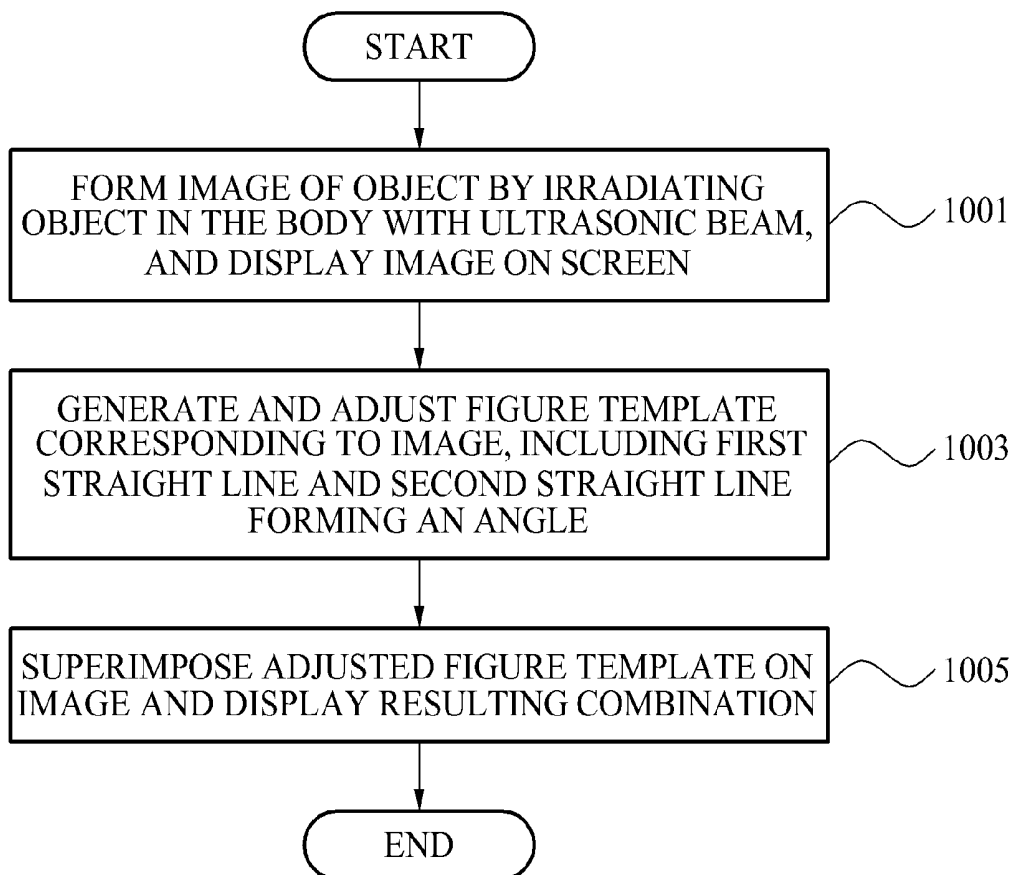 START
FORM IMAGE OF OBJECT BY IRRADIATING
OBJECT IN THE BODY WITH ULTRASONIC BEAM,
AND DISPLAY IMAGE ON SCREEN
1001
GENERATE AND ADJUST FIGURE TEMPLATE
CORRESPONDING TO IMAGE, INCLUDING FIRST
STRAIGHT LINE AND SECOND STRAIGHT LINE
FORMING AN ANGLE
1003
SUPERIMPOSE ADJUSTED FIGURE TEMPLATE ON
IMAGE AND DISPLAY RESULTING COMBINATION
1005
END